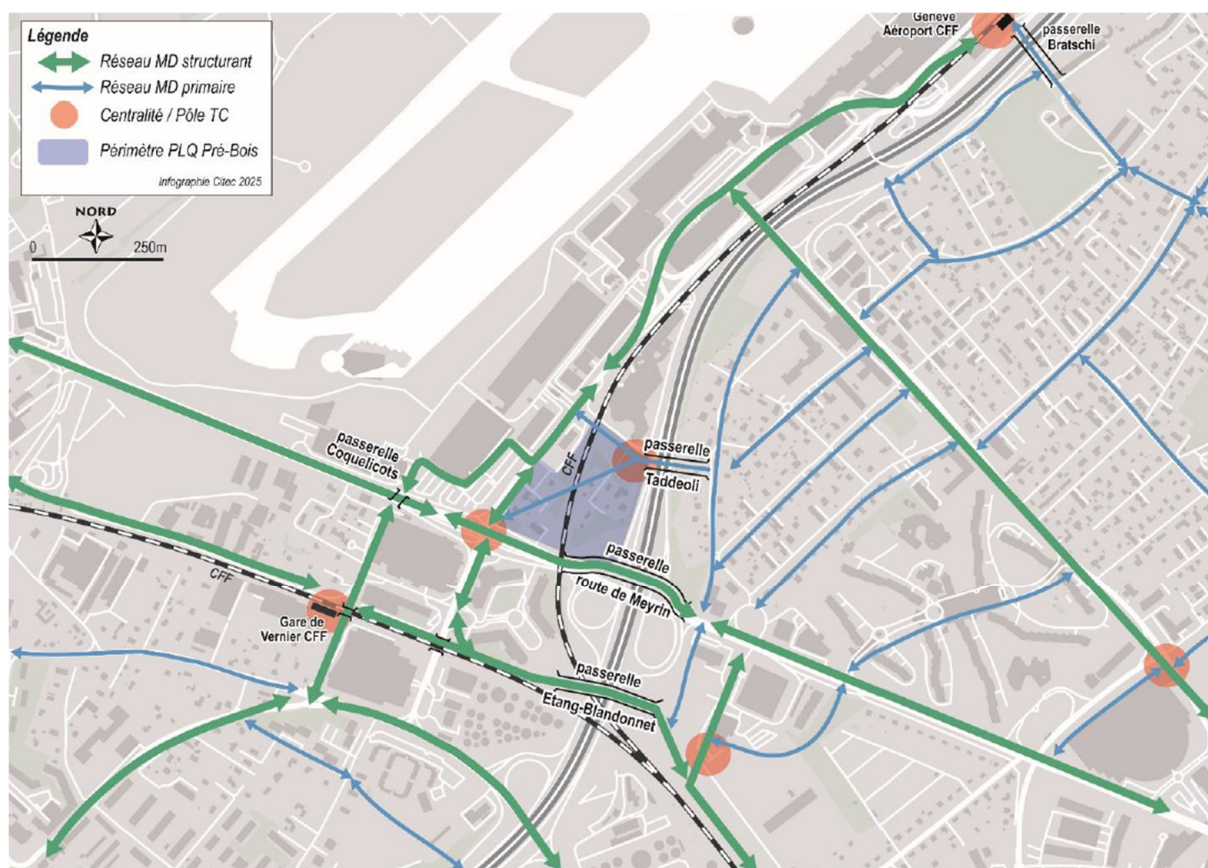 Légende
Réseau MD structurant
Réseau MD primaire
Centralité / Pôle TC
Périmètre PLQ Pré-Bois
Infographie Citec 2025
NORD
0 250m
Genève
Aéroport CFF
passerelle
Bratschi
passerelle
Coquelicots
CFF
passerelle
Taddeoli
passerelle
route de Meyrin
CFF
Gare de
Vernier CFF
passerelle
Etang-Blandonnet